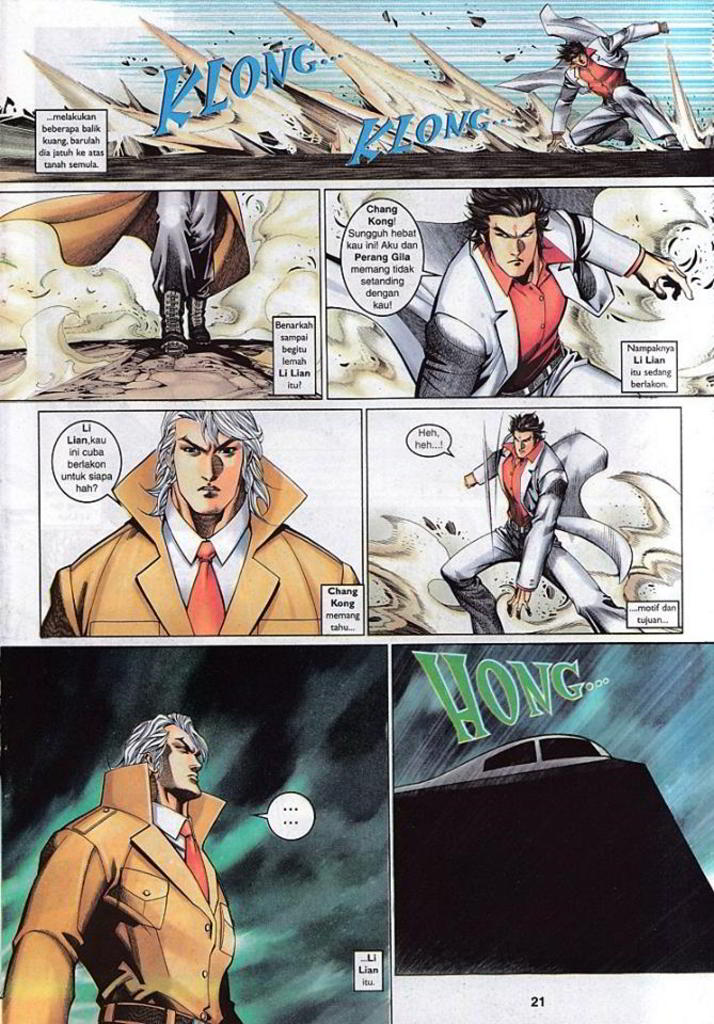 KLONG...
KLONG...
...melakukan
beberapa balik
kuang, barulah
dia jatuh ke atas
tanah semula.
Benarkah
sampai
begitu
lemah
Li Lian
itu?
Chang
Kong!
Sungguh hebat
kau ini! Aku dan
Perang Gila
memang tidak
setanding
dengan
kau!
Nampaknya
Li Lian
itu sedang
berlakon.
Li
Lian,kau
ini cuba
berlakon
untuk siapa
hah?
Chang
Kong
memang
tahu...
Heh,
heh...!
....motif dan
tujuan...
...
...
...Li
Lian
itu.
HONG...
21